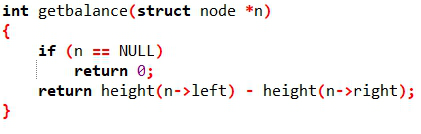 int getbalance(struct node *n)
{
    if (n == NULL)
        return 0;
    return height(n->left) - height(n->right);
}